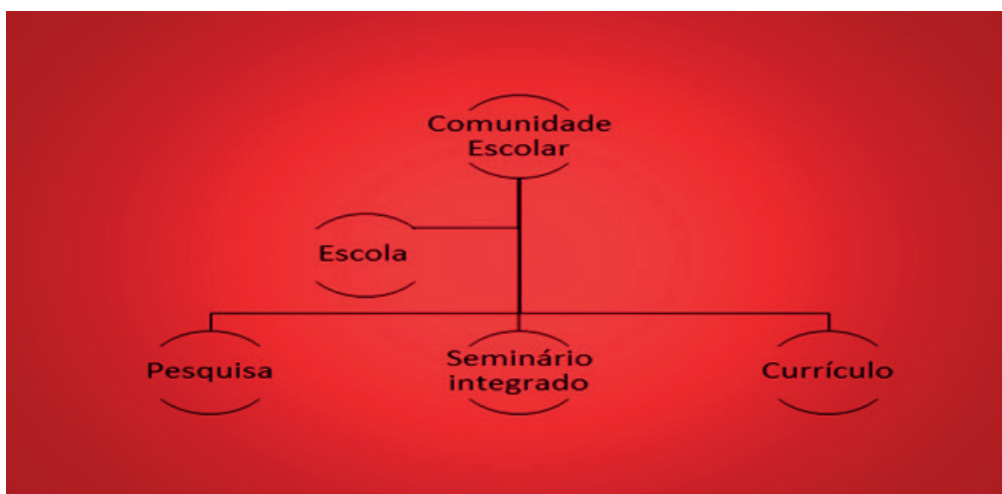 Comunidade
Escolar
Escola
Pesquisa
Seminário
integrado
Currículo